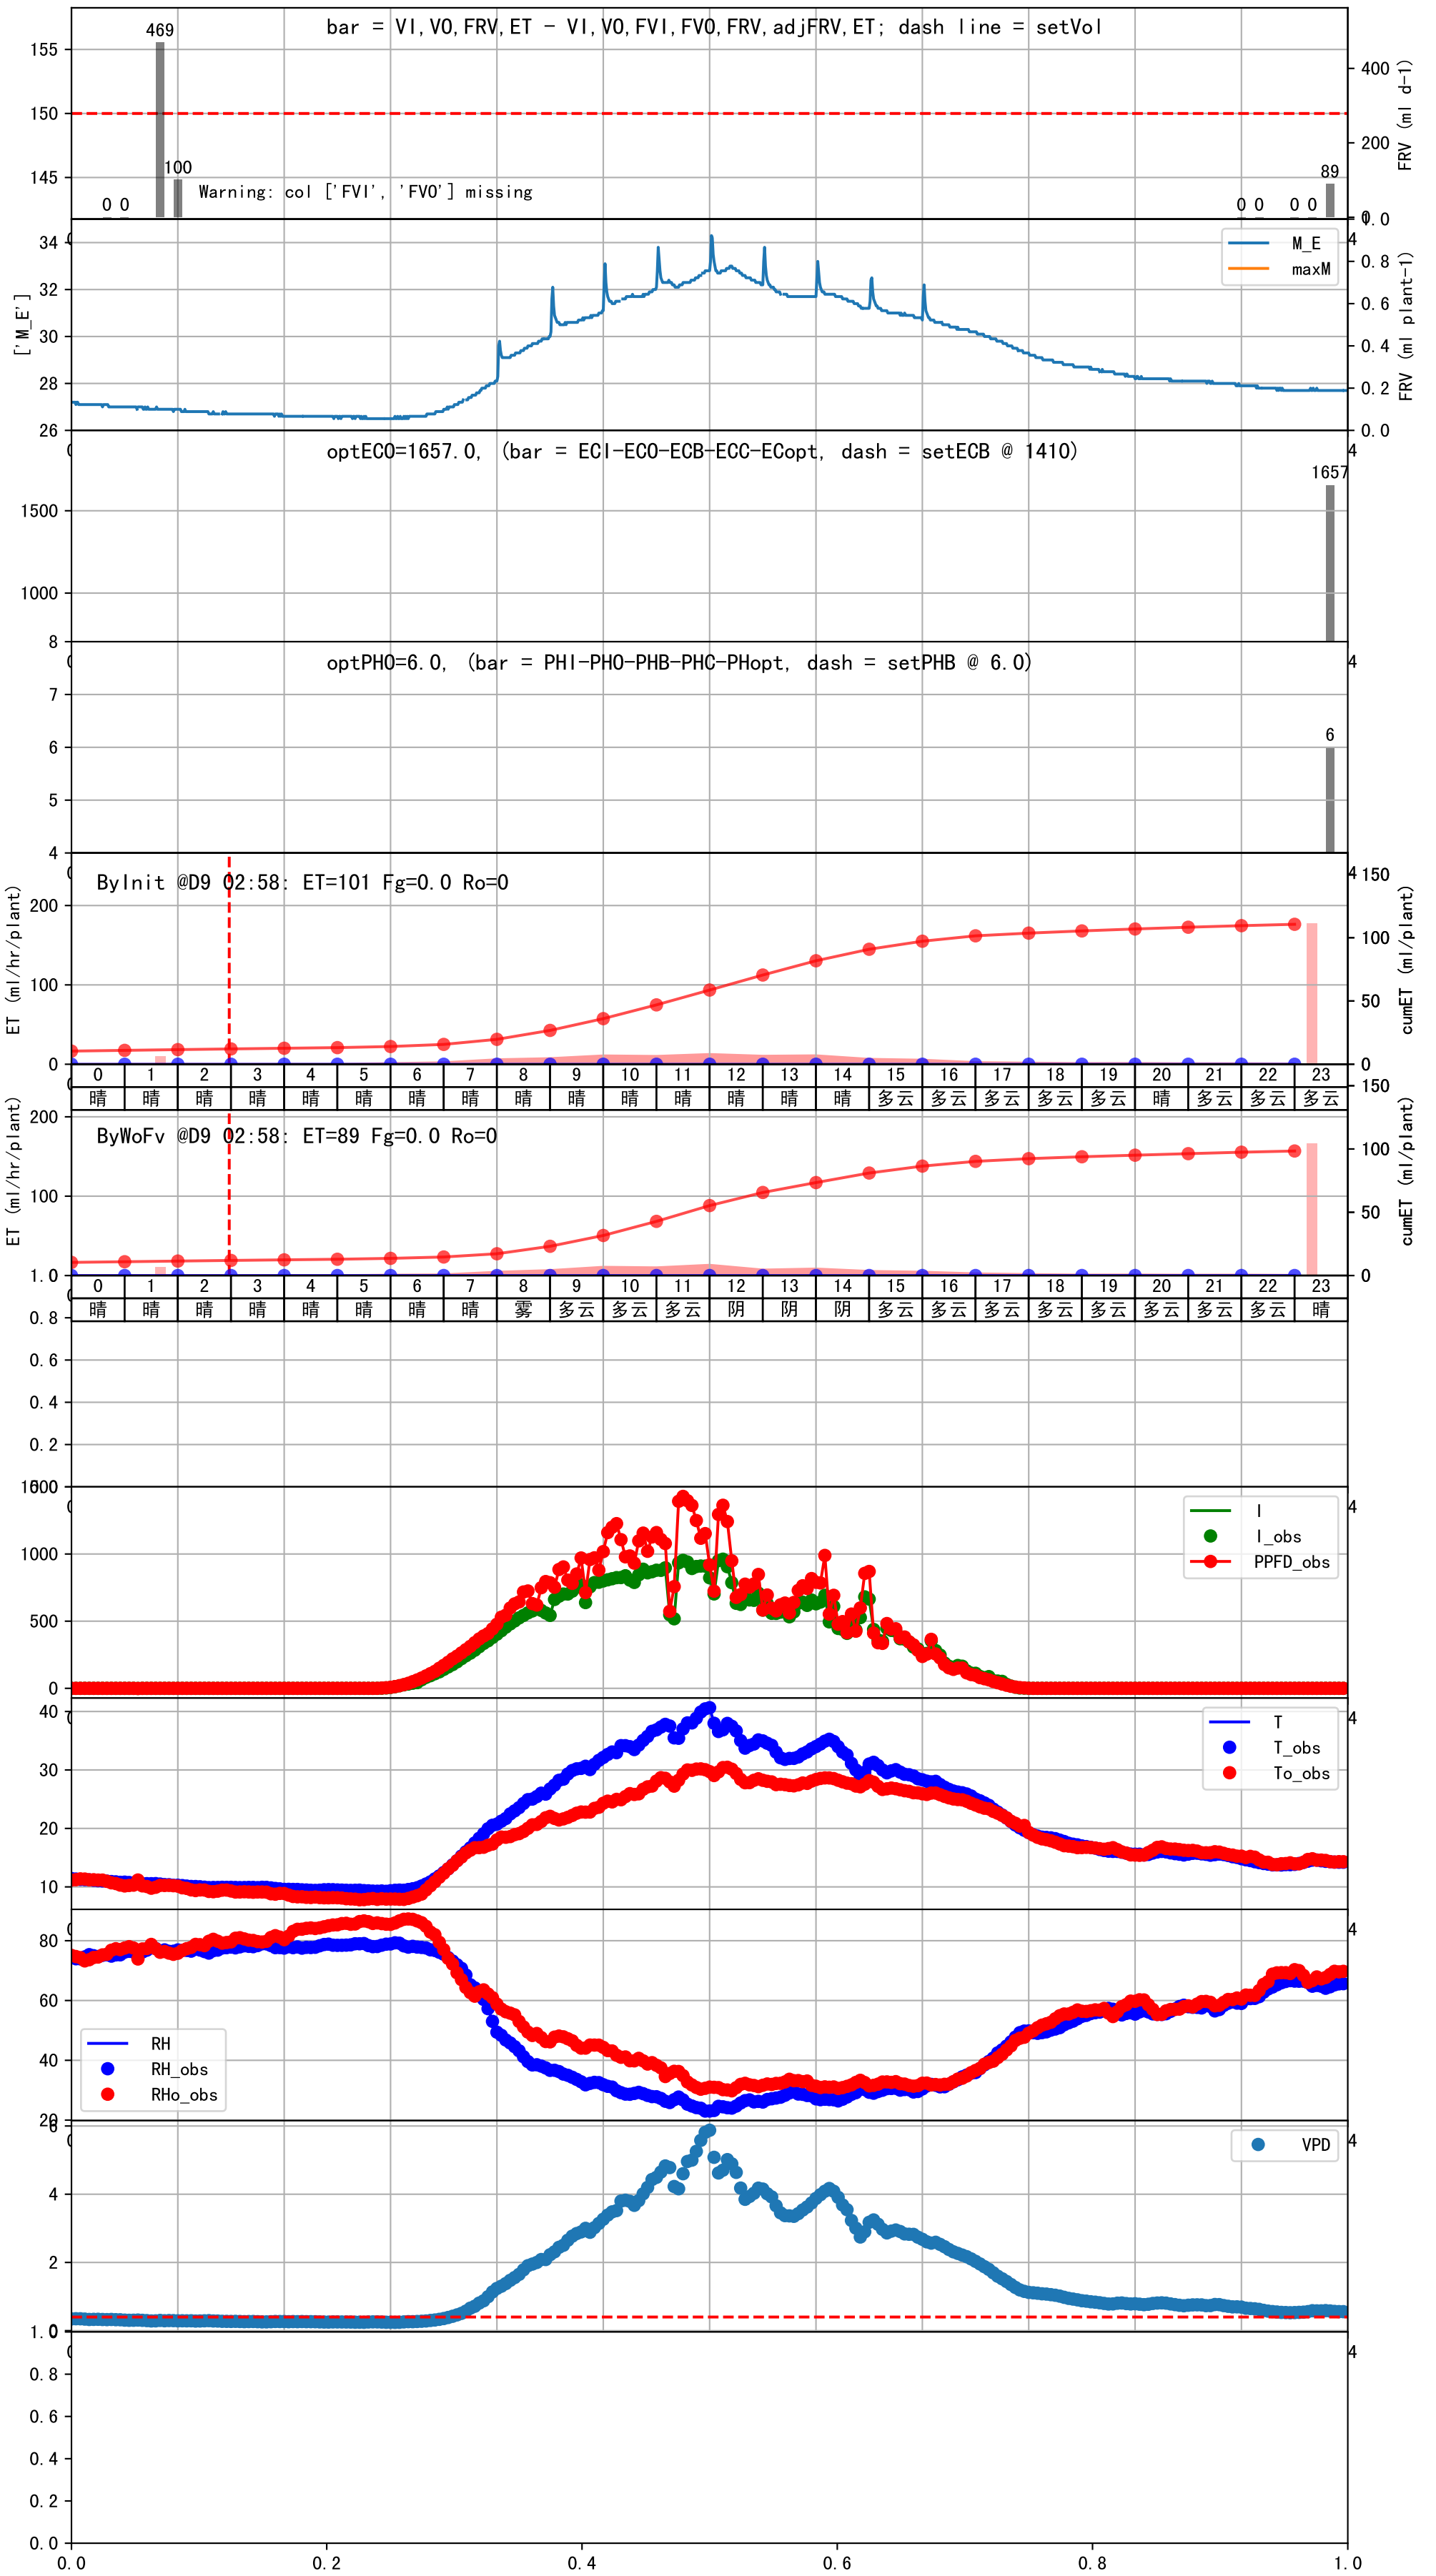 bar = VI,VO,FRV,ET - VI,VO,FVI,FVO,FRV,adjFRV,ET; dash line = setVol
469
155
150
145
400
200
0
FRV (ml d-1)
100
89
0 0
0 0
0 0
Warning: col ['FVI', 'FVO'] missing
M_E
maxM
34
32
30
28
26
['M_E']
1.0
0.8
0.6
0.4
0.2
0.0
FRV (ml plant-1)
optECO=1657.0, (bar = ECI-ECO-ECB-ECC-ECopt, dash = setECB @ 1410)
1657
1500
1000
optPHO=6.0, (bar = PHI-PHO-PHB-PHC-PHopt, dash = setPHB @ 6.0)
8
7
6
5
4
6
ByInit @D9 02:58: ET=101 Fg=0.0 Ro=0
200
100
0
ET (ml/hr/plant)
150
100
50
0
cumET (ml/plant)
0 1 2 3 4 5 6 7 8 9 10 11 12 13 14 15 16 17 18 19 20 21 22 23
晴 晴 晴 晴 晴 晴 晴 晴 晴 晴 晴 晴 晴 晴 晴 多云 多云 多云 多云 多云 晴 多云 多云 多云
ByWoFv @D9 02:58: ET=89 Fg=0.0 Ro=0
200
100
ET (ml/hr/plant)
150
100
50
0
cumET (ml/plant)
0 1 2 3 4 5 6 7 8 9 10 11 12 13 14 15 16 17 18 19 20 21 22 23
晴 晴 晴 晴 晴 晴 晴 晴 雾 多云 多云 多云 阴 阴 阴 多云 多云 多云 多云 多云 多云 多云 多云 晴
1.0
0.8
0.6
0.4
0.2
I
I_obs
PPFD_obs
1000
500
0
T
T_obs
To_obs
40
30
20
10
RH
RH_obs
RHo_obs
80
60
40
20
VPD
6
4
2
0
1.0
0.8
0.6
0.4
0.2
0.0
0.0 0.2 0.4 0.6 0.8 1.0